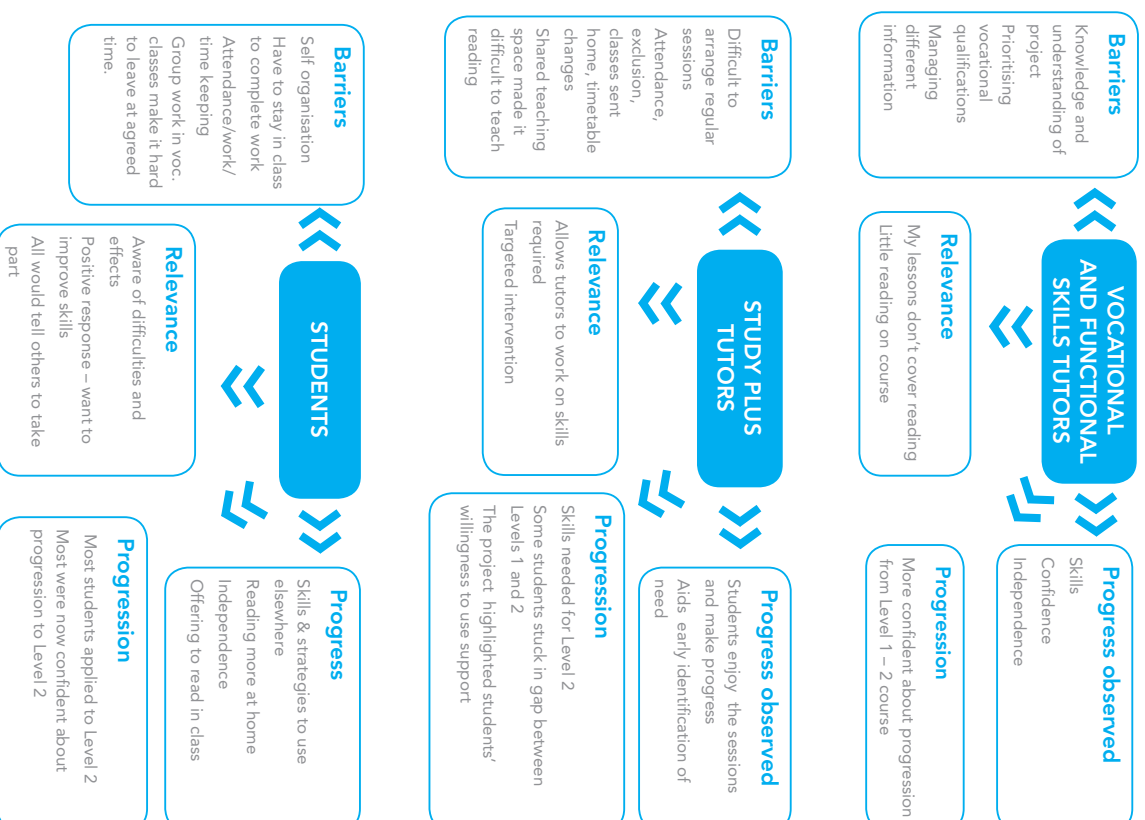 Barriers
Knowledge and
understanding of
project
Prioritising
vocational
qualifications
Managing
different
information
VOCATIONAL
AND FUNCTIONAL
SKILLS TUTORS
Relevance
My lessons don't cover reading
Little reading on course
Progress observed
Skills
Confidence
Independence
Progression
More confident about progression
from Level 1 – 2 course
Barriers
Difficult to
arrange regular
sessions
Attendance,
exclusion,
classes sent
home, timetable
changes
Shared teaching
space made it
difficult to teach
reading
STUDY PLUS
TUTORS
Relevance
Allows tutors to work on skills
required
Targeted intervention
Progress observed
Students enjoy the sessions
and make progress
Aids early identification of
need
Progression
Skills needed for Level 2
Some students stuck in gap between
Levels 1 and 2
The project highlighted students'
willingness to use support
Barriers
Self organisation
Have to stay in class
to complete work
Attendance/work/
time keeping
Group work in voc.
classes make it hard
to leave at agreed
time.
STUDENTS
Relevance
Aware of difficulties and
effects
Positive response – want to
improve skills
All would tell others to take
part
Progress
Skills & strategies to use
elsewhere
Reading more at home
Independence
Offering to read in class
Progression
Most students applied to Level 2
Most were now confident about
progression to Level 2